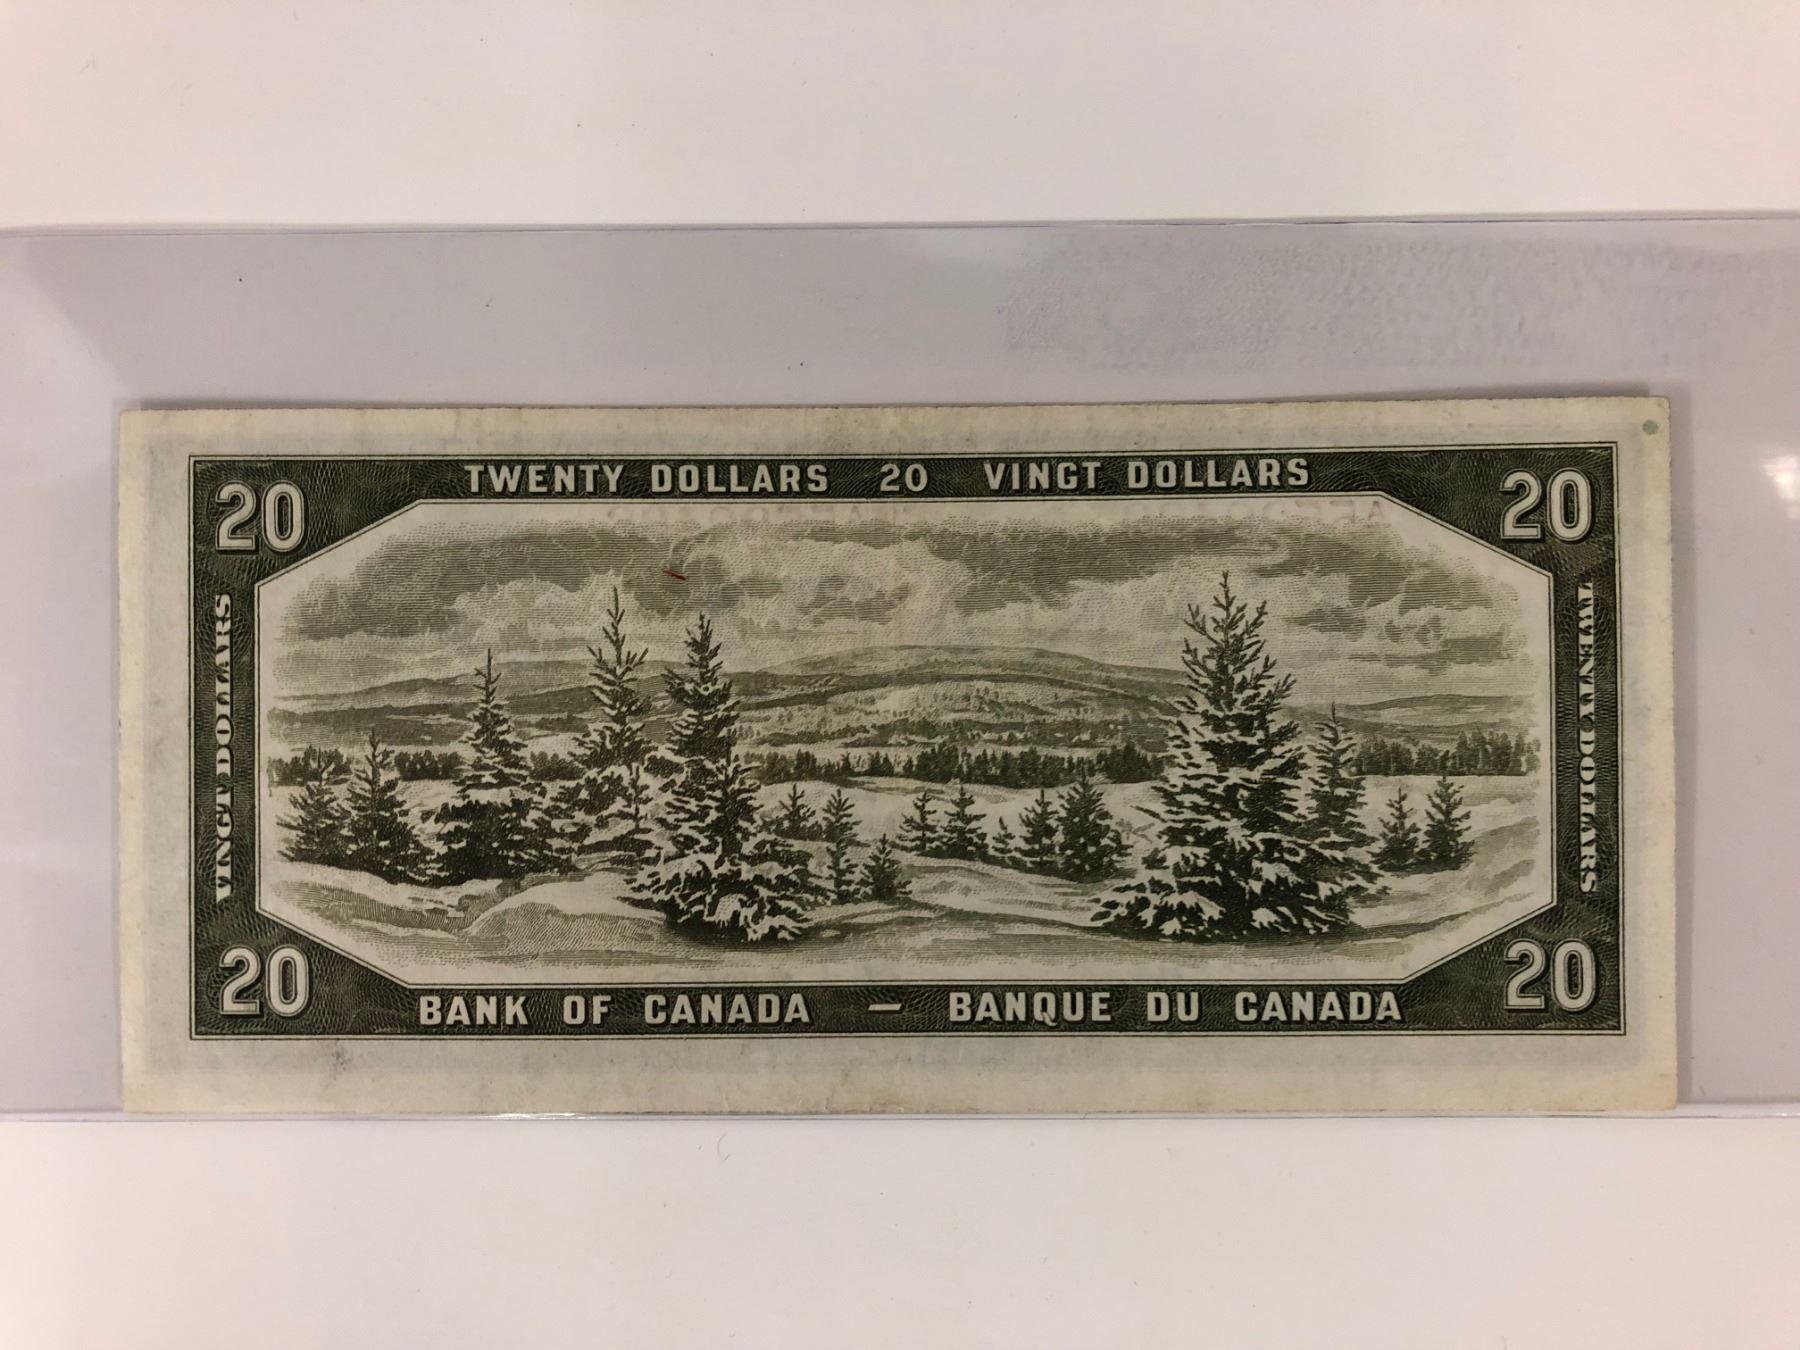 TWENTY DOLLARS 20 VINGT DOLLARS
20
20
VINGT DOLLARS
TWENTY DOLLARS
20
20
BANK OF CANADA – BANQUE DU CANADA